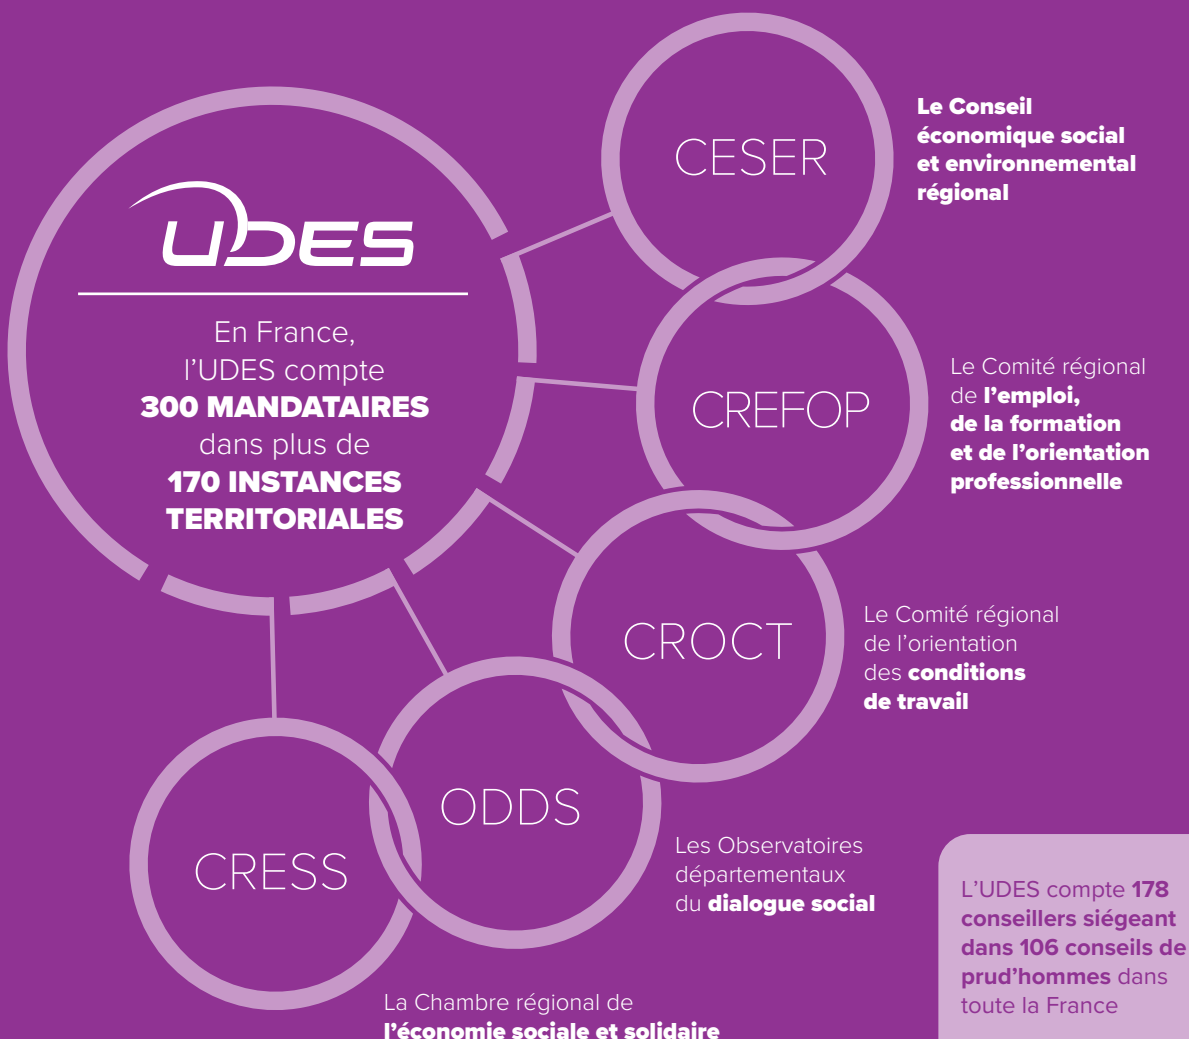 UDES
En France,
l’UDES compte
300 MANDATAIRES
dans plus de
170 INSTANCES
TERRITORIALES
CESER
Le Conseil
économique social
et environnemental
régional
CREFOP
Le Comité régional
de l’emploi,
de la formation
et de l’orientation
professionnelle
CROCT
Le Comité régional
de l’orientation
des conditions
de travail
ODDS
Les Observatoires
départementaux
du dialogue social
CRESS
La Chambre régional de
l’économie sociale et solidaire
L’UDES compte 178
conseillers siégeant
dans 106 conseils de
prud’hommes dans
toute la France